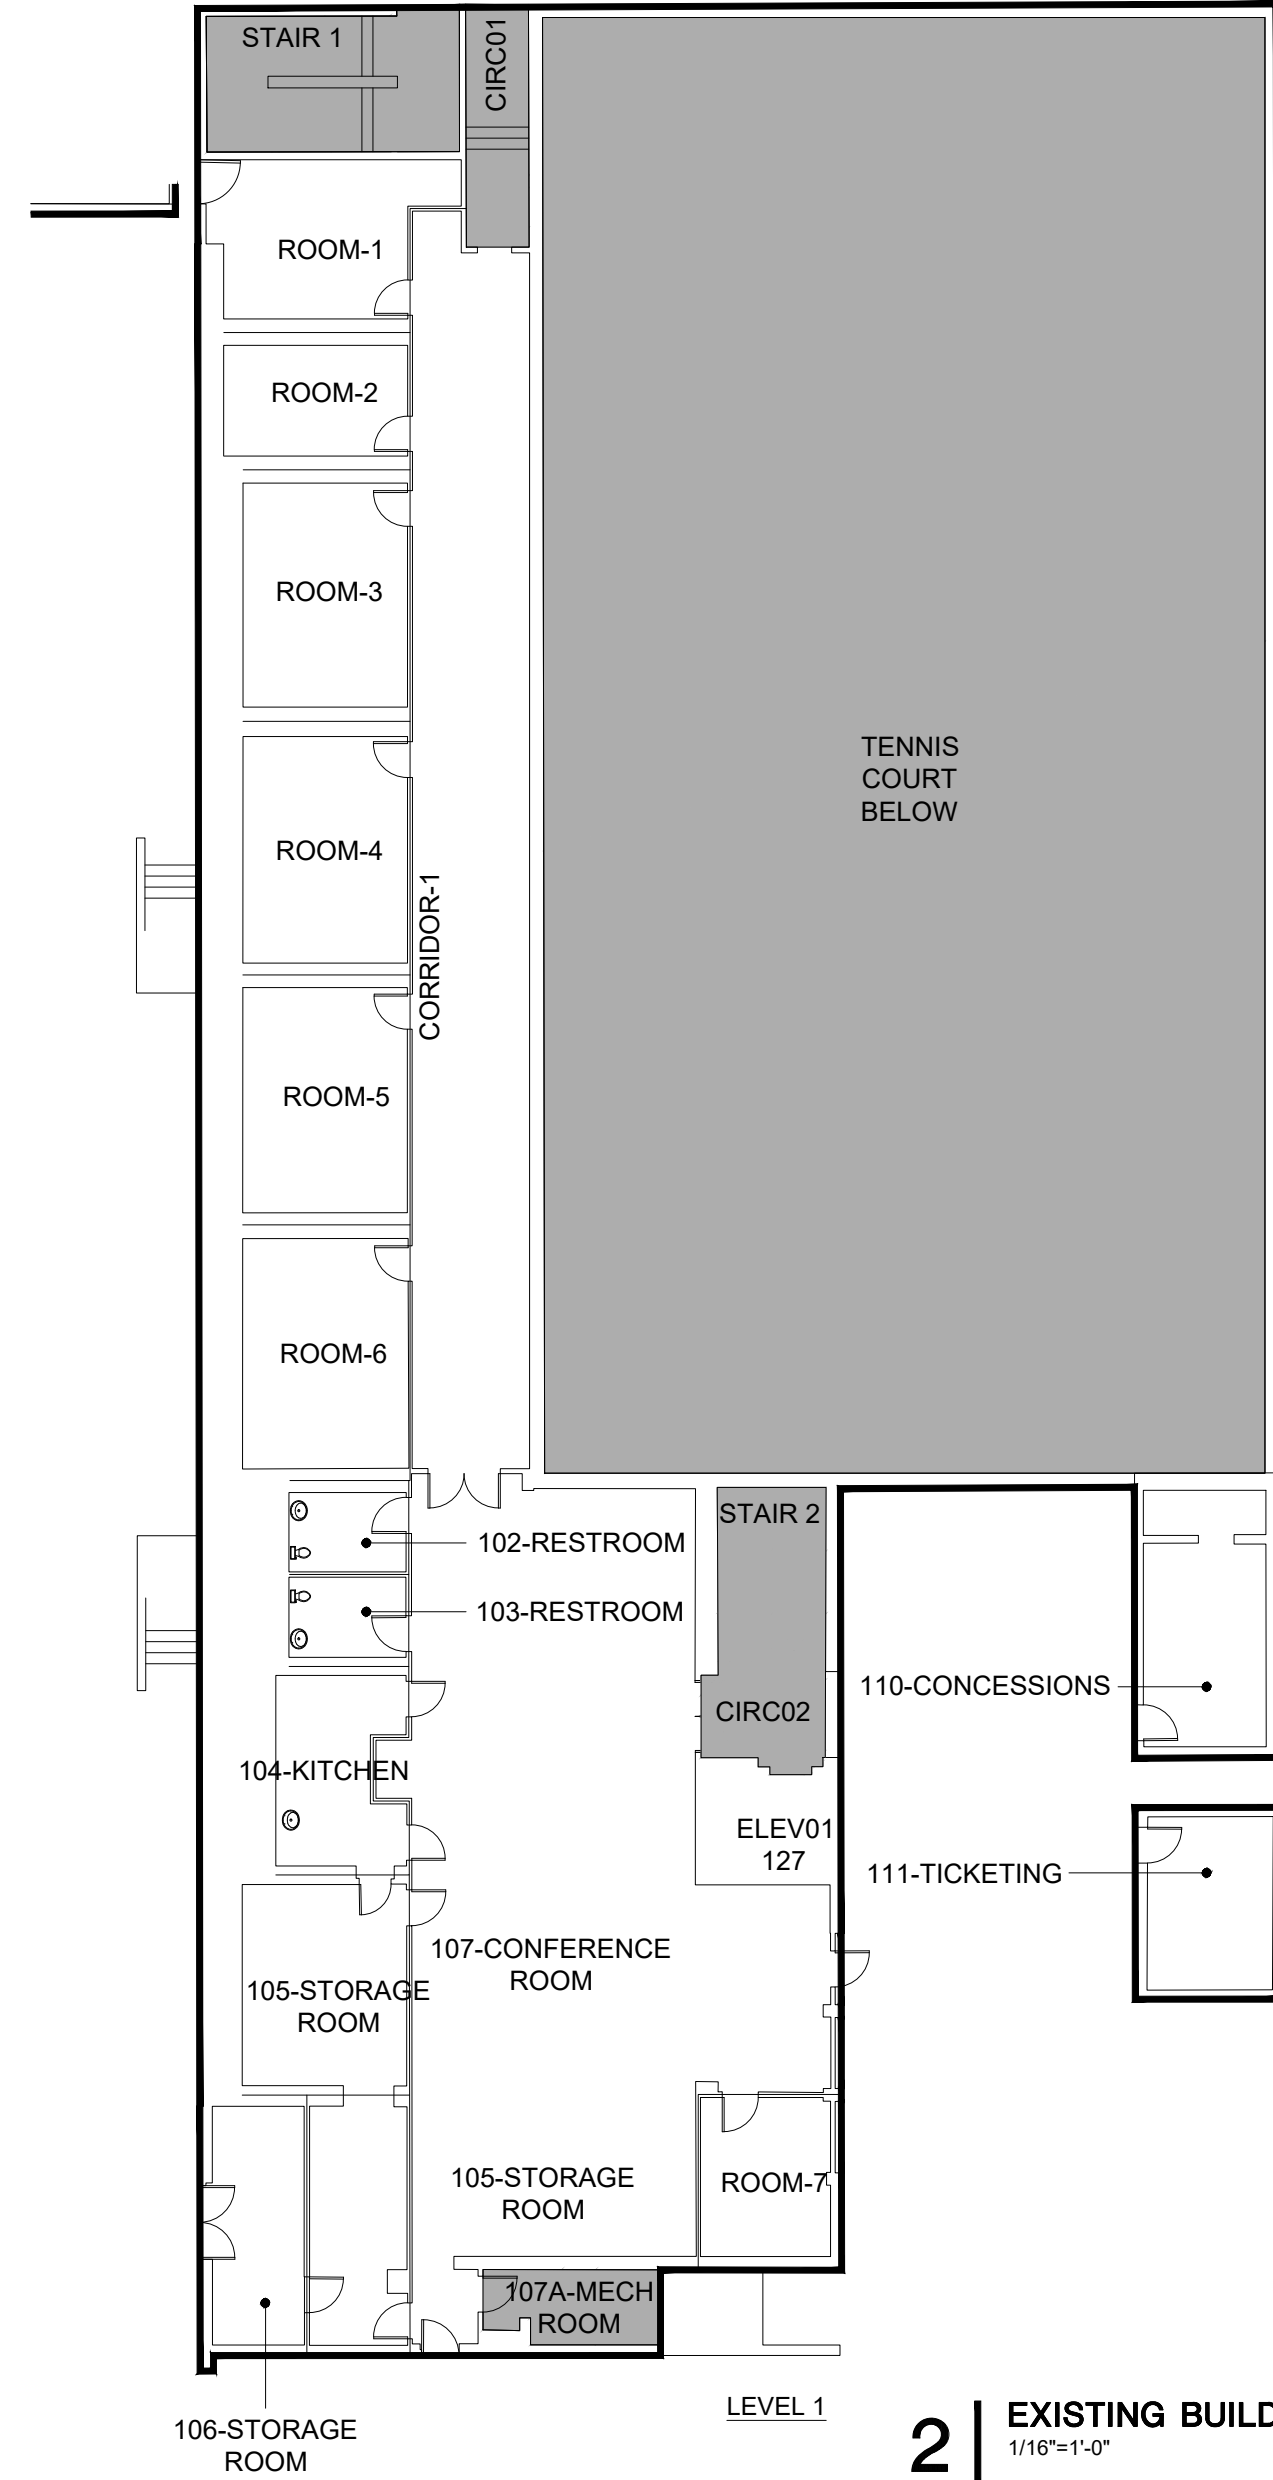 STAIR 1
CIRC01
ROOM-1
ROOM-2
ROOM-3
TENNIS
COURT
BELOW
ROOM-4
CORRIDOR-1
ROOM-5
ROOM-6
STAIR 2
102-RESTROOM
103-RESTROOM
110-CONCESSIONS
CIRC02
104-KITCHEN
ELEV01
127
111-TICKETING
107-CONFERENCE
ROOM
105-STORAGE
ROOM
105-STORAGE
ROOM
ROOM-7
107A-MECH
ROOM
LEVEL 1
106-STORAGE
ROOM
2
EXISTING BUILD
1/16"=1'-0"